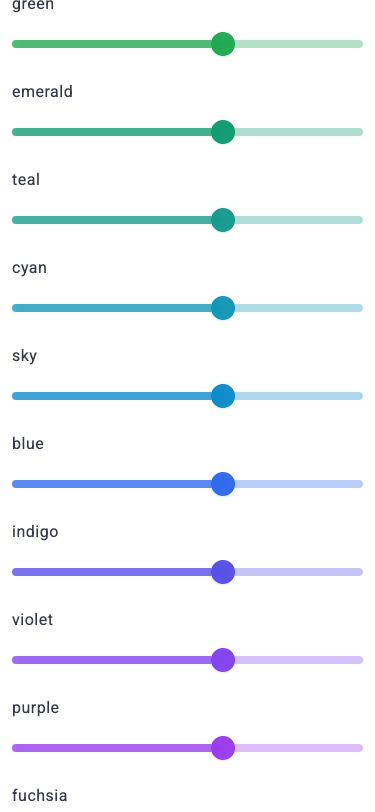 green
emerald
teal
cyan
sky
blue
indigo
violet
purple
fuchsia